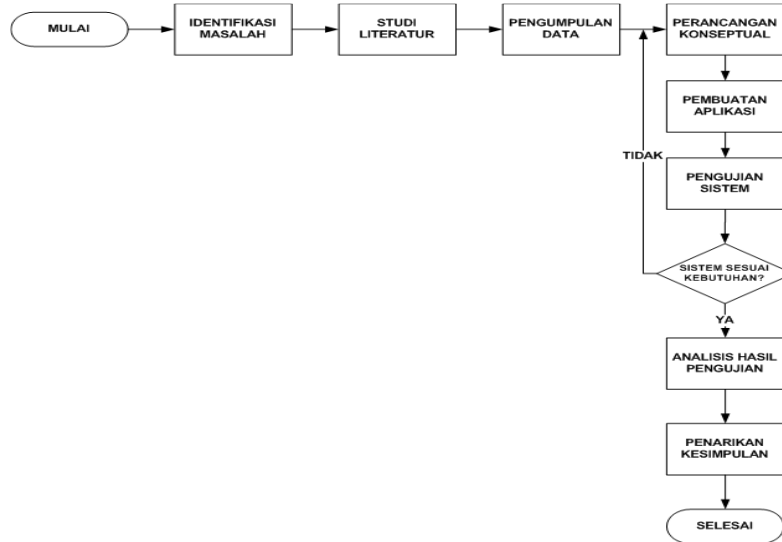 MULAI
IDENTIFIKASI
MASALAH
STUDI
LITERATUR
PENGUMPULAN
DATA
PERANCANGAN
KONSEPTUAL
PEMBUATAN
APLIKASI
TIDAK
PENGUJIAN
SISTEM
SISTEM SESUAI
KEBUTUHAN?
YA
ANALISIS HASIL
PENGUJIAN
PENARIKAN
KESIMPULAN
SELESAI